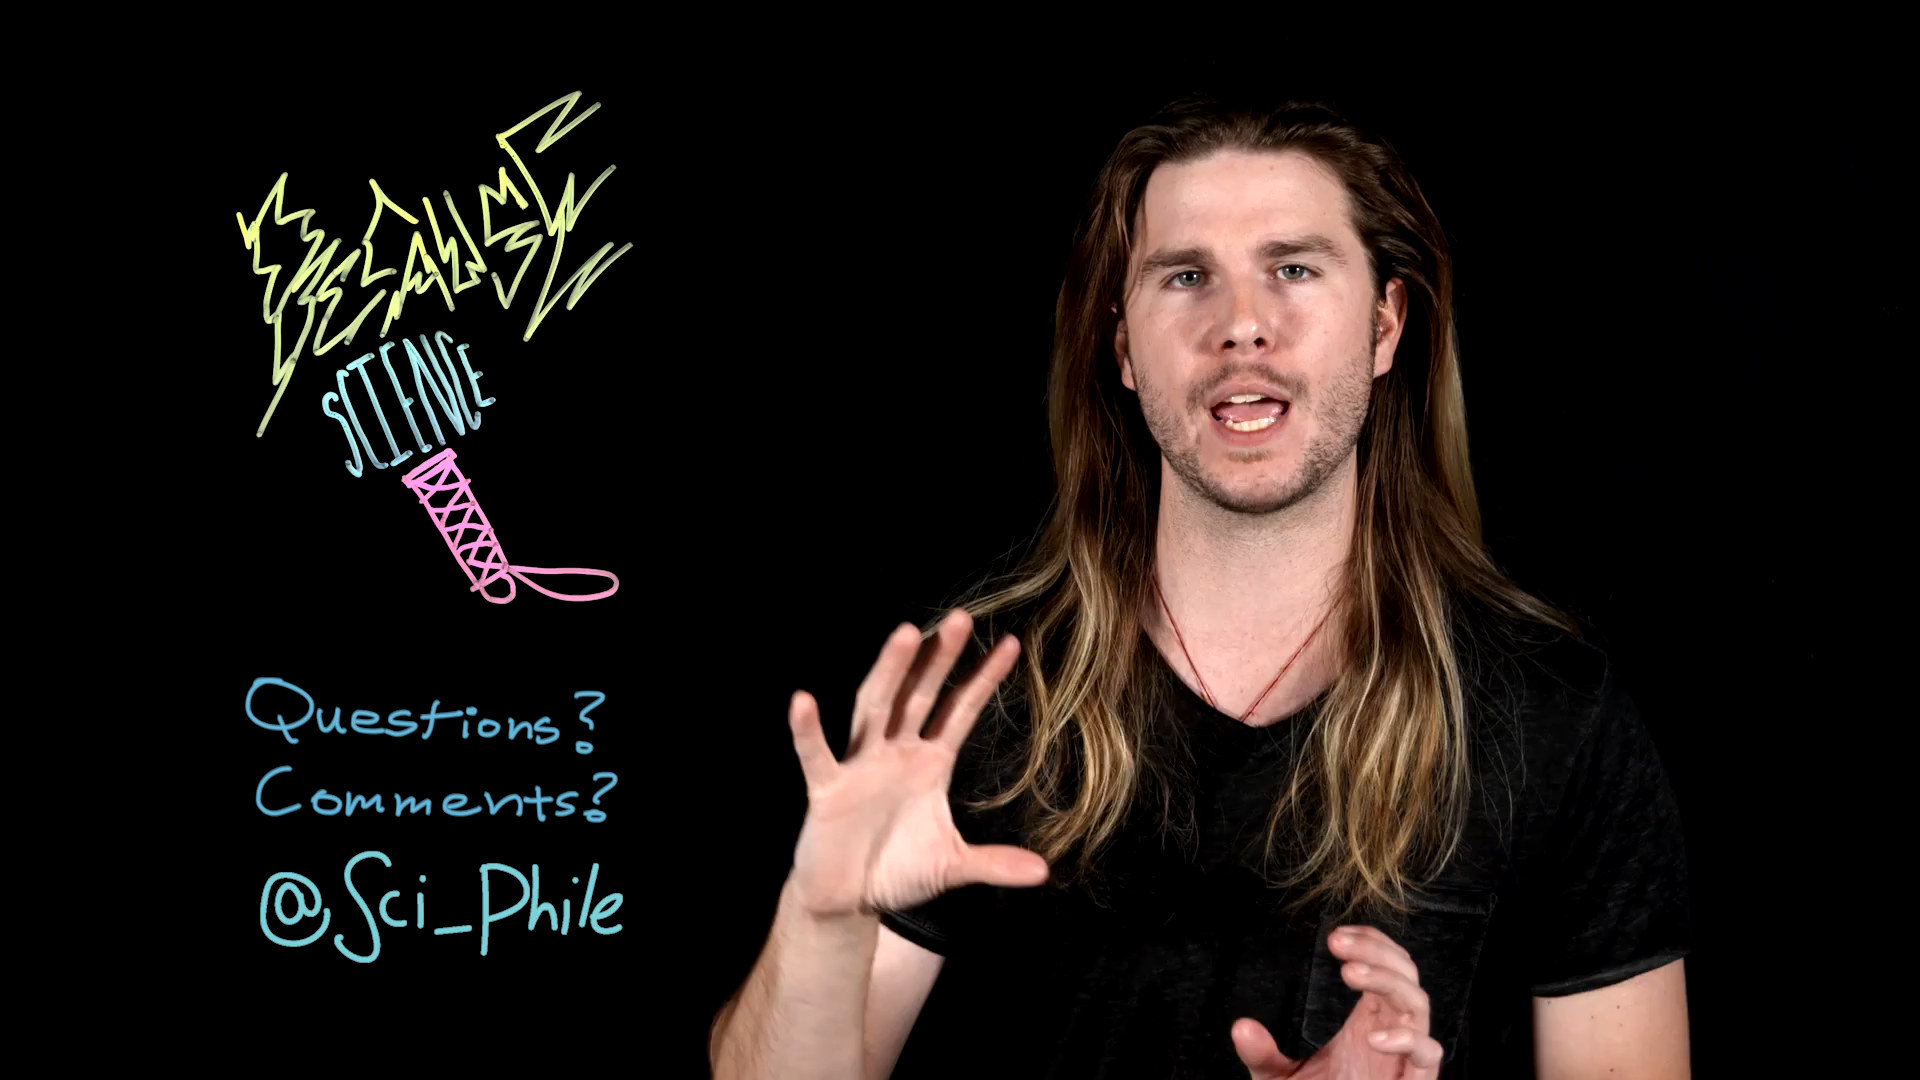 BECAUSE
SCIENCE
Questions?
Comments?
@Sci_Phile